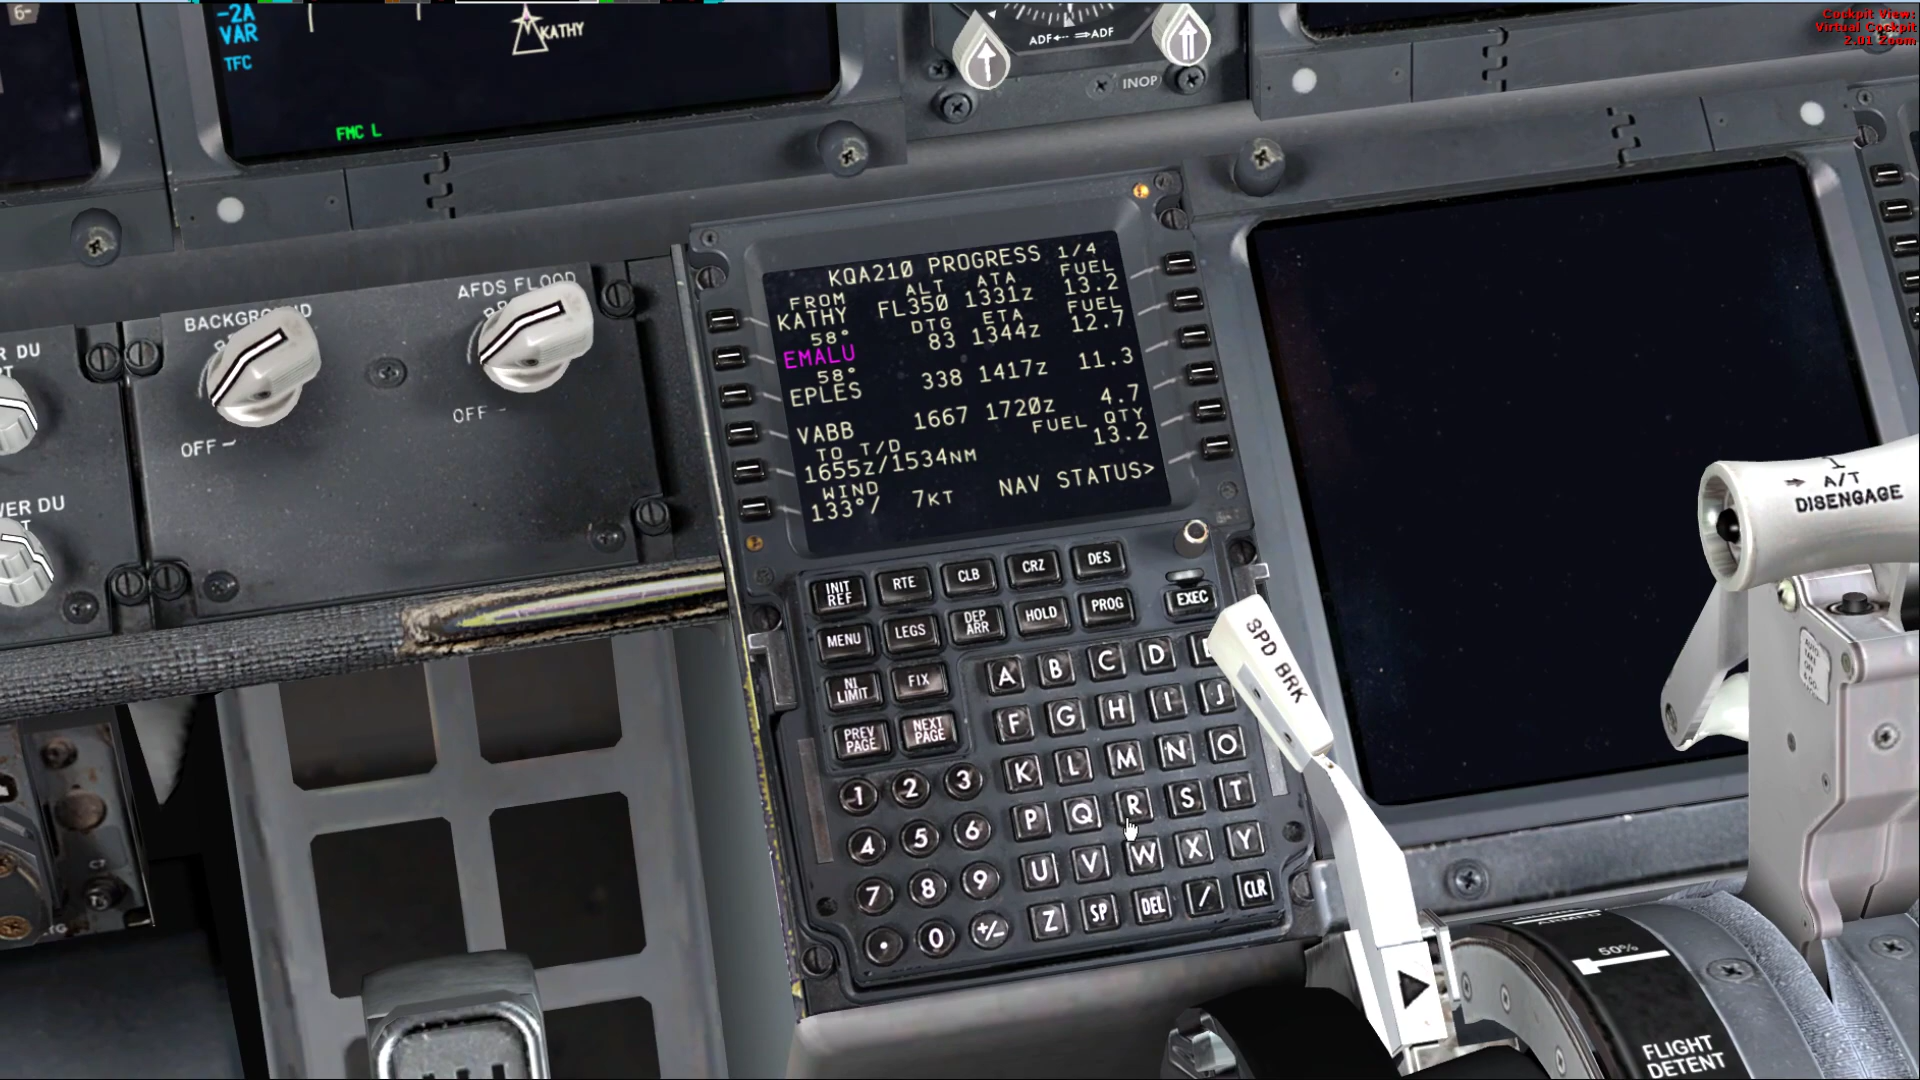 6-
-2A
VAR
TFC
KATHY
FMC L
ADF ADF
INOP
Cockpit View:
Virtual Cockpit
2.01 Zoom
BACKGROUND
OFF
AFDS FLOOD
OFF
KQA210 PROGRESS 1/4
FROM ALT ATA FUEL
KATHY FL350 1331z 13.2
58° DTG ETA FUEL
EMALU 83 1344z 12.7
58°
EPLES 338 1417z 11.3
VABB 1667 1720z 4.7
TO T/D FUEL QTY
1655z/1534NM 13.2
WIND
133°/ 7KT NAV STATUS>
INIT REF RTE CLB CRZ DES
MENU LEGS DEP ARR HOLD PROG EXEC
N1 LIMIT FIX
PREV PAGE NEXT PAGE
A B C D
F G H I J
K L M N O
P Q R S T
U V W X Y
Z SP DEL / CLR
1 2 3
4 5 6
7 8 9
. 0 +/-
SPD BRK
A/T
DISENGAGE
ARMED
50%
FLIGHT
DETENT